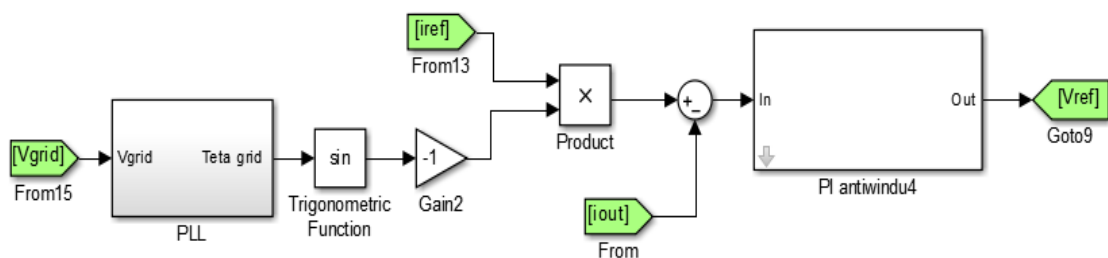 [iref]
From13
[Vgrid]
From15
Vgrid
Teta grid
PLL
sin
Trigonometric
Function
-1
Gain2
×
Product
+
−
[iout]
From
In
Out
PI antiwindu4
[Vref]
Goto9